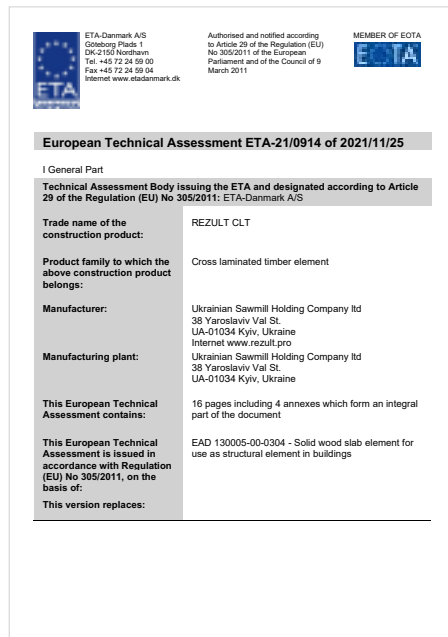 ETA-Danmark A/S
Göteborg Plads 1
DK-2150 Nordhavn
Tel. +45 72 24 59 00
Fax +45 72 24 59 04
Internet www.etadanmark.dk
Authorised and notified according
to Article 29 of the Regulation (EU)
No 305/2011 of the European
Parliament and of the Council of 9
March 2011
MEMBER OF EOTA
ETA
EOTA
European Technical Assessment ETA-21/0914 of 2021/11/25
I General Part
Technical Assessment Body issuing the ETA and designated according to Article
29 of the Regulation (EU) No 305/2011: ETA-Danmark A/S
Trade name of the
construction product:
REZULT CLT
Product family to which the
above construction product
belongs:
Cross laminated timber element
Manufacturer:
Ukrainian Sawmill Holding Company ltd
38 Yaroslaviv Val St.
UA-01034 Kyiv, Ukraine
Internet www.rezult.pro
Manufacturing plant:
Ukrainian Sawmill Holding Company ltd
38 Yaroslaviv Val St.
UA-01034 Kyiv, Ukraine
This European Technical
Assessment contains:
16 pages including 4 annexes which form an integral
part of the document
This European Technical
Assessment is issued in
accordance with Regulation
(EU) No 305/2011, on the
basis of:
EAD 130005-00-0304 - Solid wood slab element for
use as structural element in buildings
This version replaces: